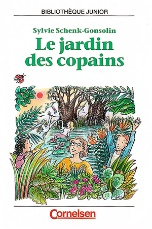 BIBLIOTHÈQUE JUNIOR
Sylvie Schenk-Gonsolin
Le jardin
des copains
Cornelsen